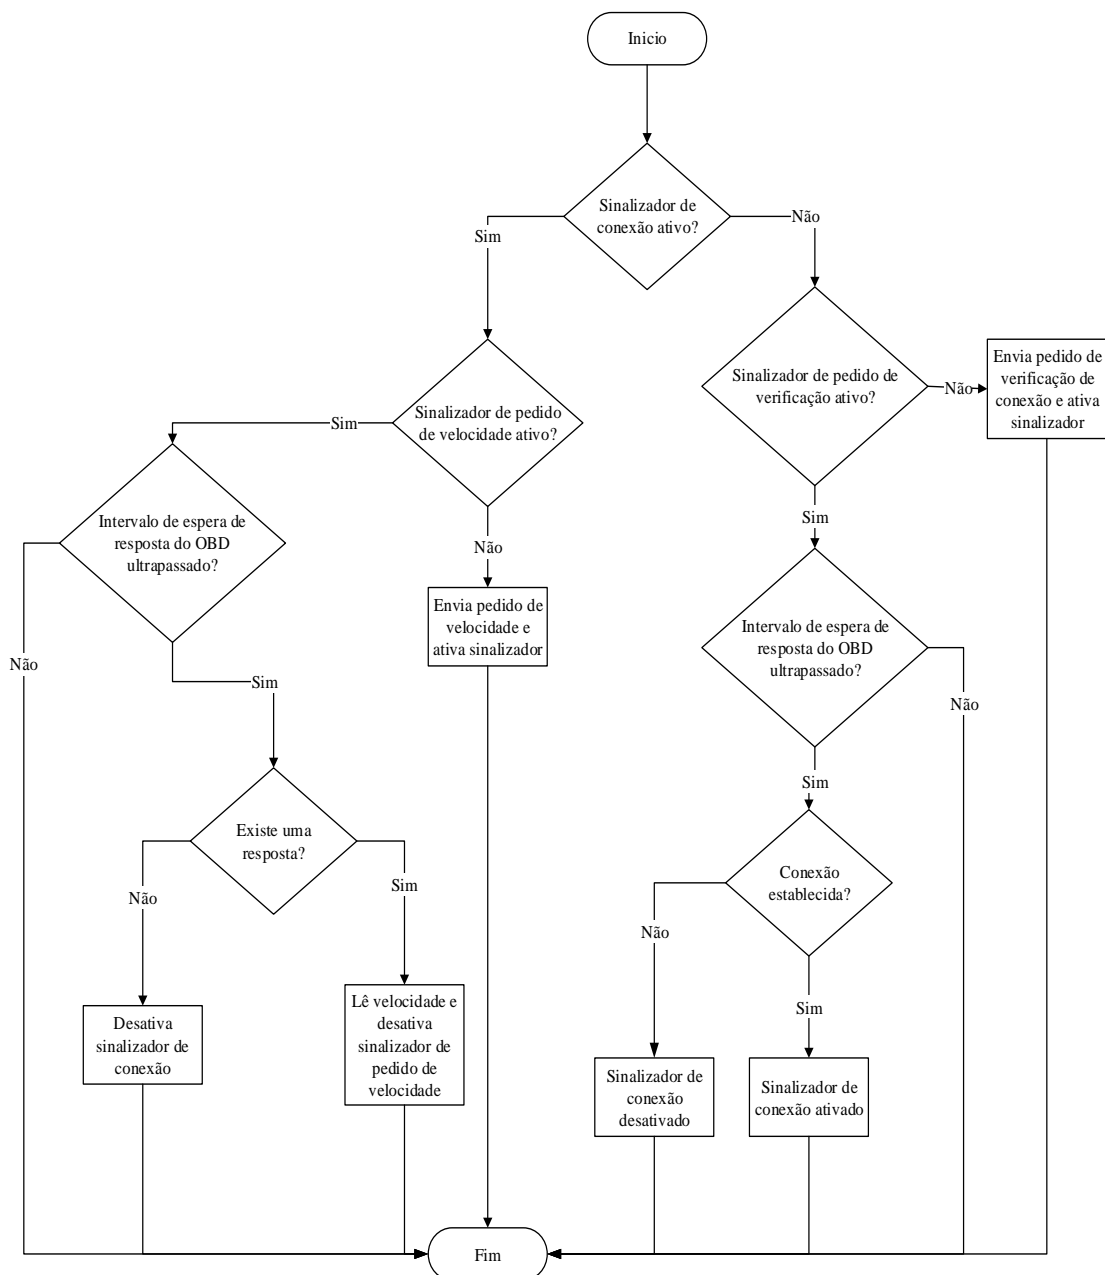 Inicio
Sinalizador de
conexão ativo?
Não
Sim
Sinalizador de pedido de
verificação ativo?
Não
Envia pedido de
verificação de
conexão e ativa
sinalizador
Sinalizador de pedido
de velocidade ativo?
Sim
Não
Sim
Intervalo de espera de
resposta do OBD
ultrapassado?
Não
Sim
Envia pedido de
velocidade e
ativa sinalizador
Intervalo de espera de
resposta do OBD
ultrapassado?
Não
Sim
Existe uma
resposta?
Não
Sim
Conexão
establecida?
Não
Sim
Desativa
sinalizador de
conexão
Lê velocidade e
desativa
sinalizador de
pedido de
velocidade
Sinalizador de
conexão
desativado
Sinalizador de
conexão ativado
Fim